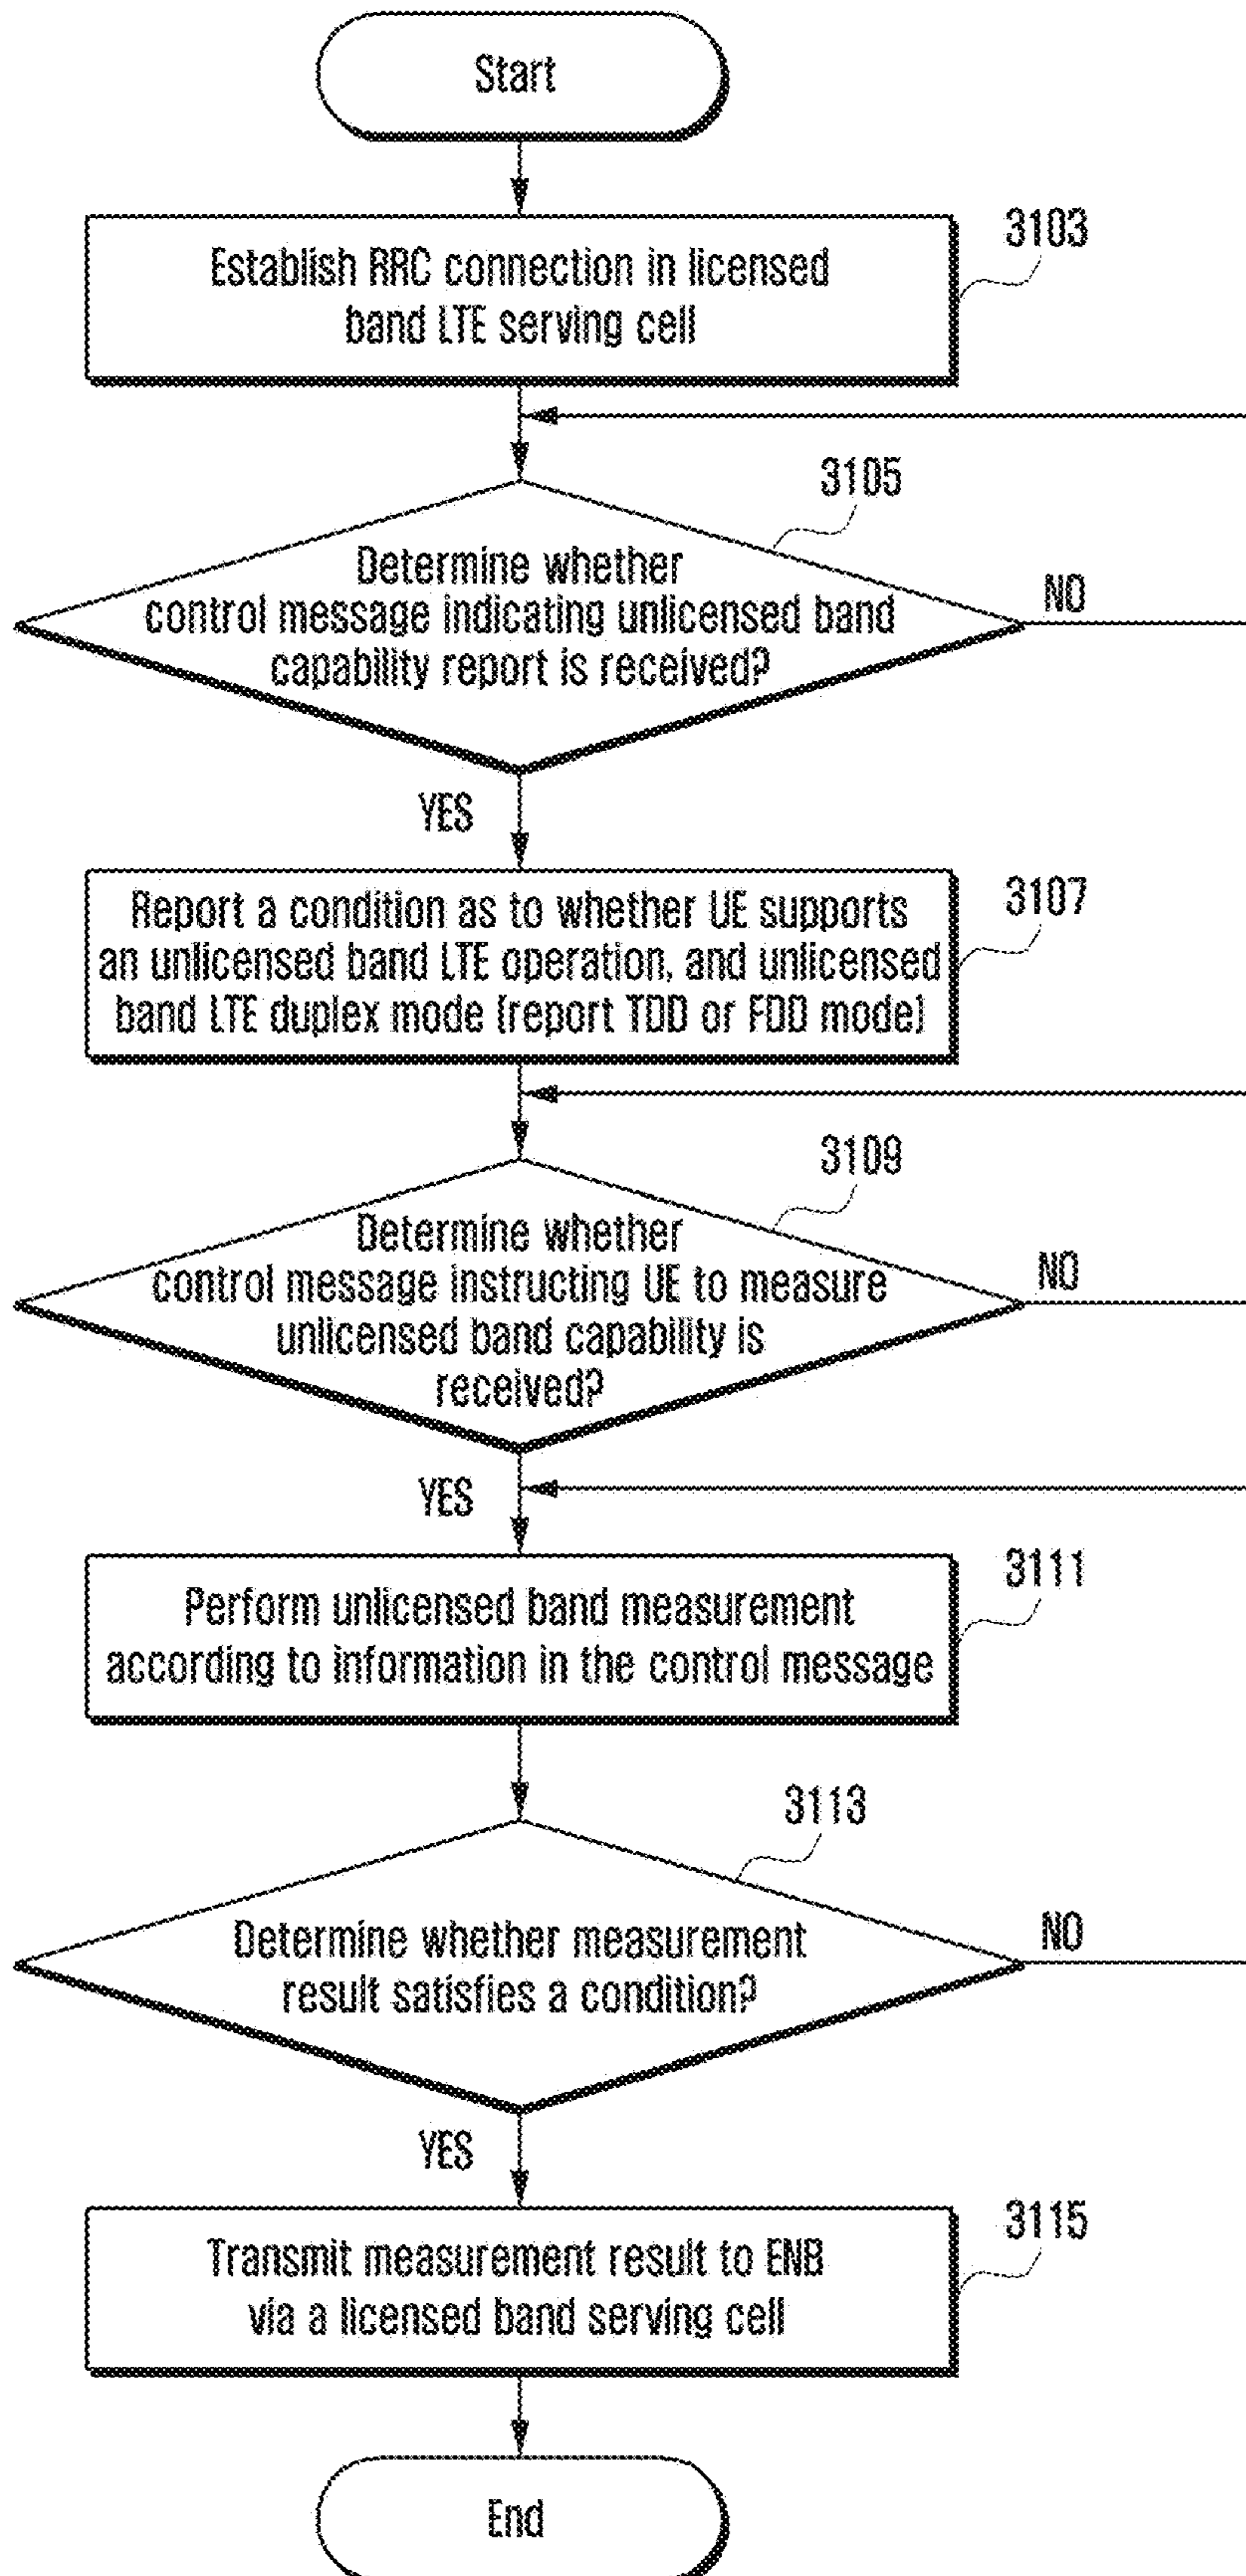 Start
3103
Establish RRC connection in licensed
band LTE serving cell
3105
Determine whether
control message indicating unlicensed band
capability report is received?
NO
YES
3107
Report a condition as to whether UE supports
an unlicensed band LTE operation, and unlicensed
band LTE duplex mode (report TDD or FDD mode)
3109
Determine whether
control message instructing UE to measure
unlicensed band capability is
received?
NO
YES
3111
Perform unlicensed band measurement
according to information in the control message
3113
Determine whether measurement
result satisfies a condition?
NO
YES
3115
Transmit measurement result to ENB
via a licensed band serving cell
End